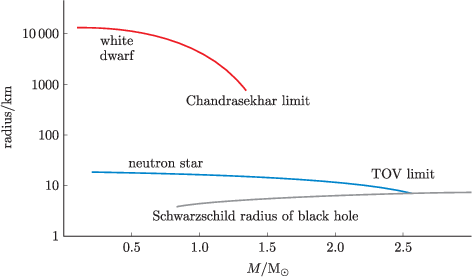 10 000
white
dwarf
1000
Chandrasekhar limit
radius/km
100
neutron star
TOV limit
10
Schwarzschild radius of black hole
1
0.5
1.0
1.5
2.0
2.5
M/M☉